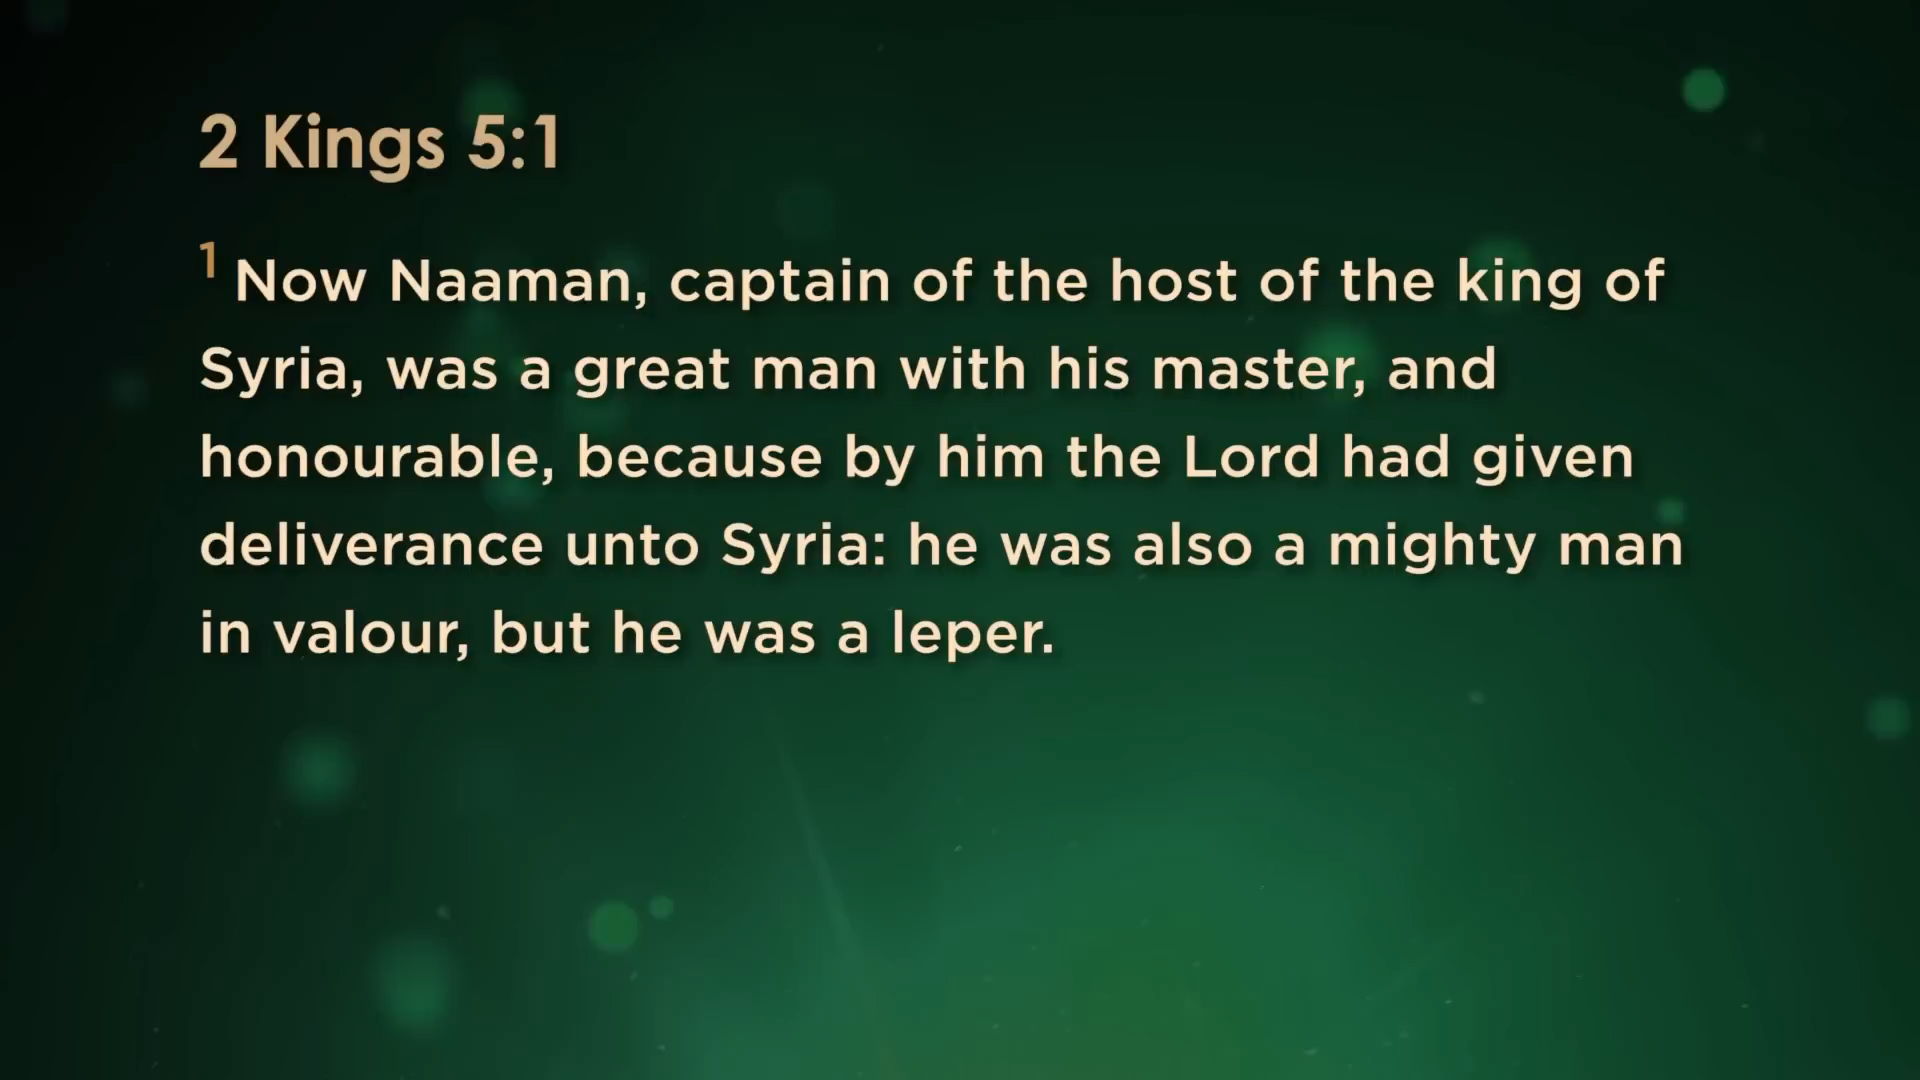 2 Kings 5:1
1 Now Naaman, captain of the host of the king of
Syria, was a great man with his master, and
honourable, because by him the Lord had given
deliverance unto Syria: he was also a mighty man
in valour, but he was a leper.